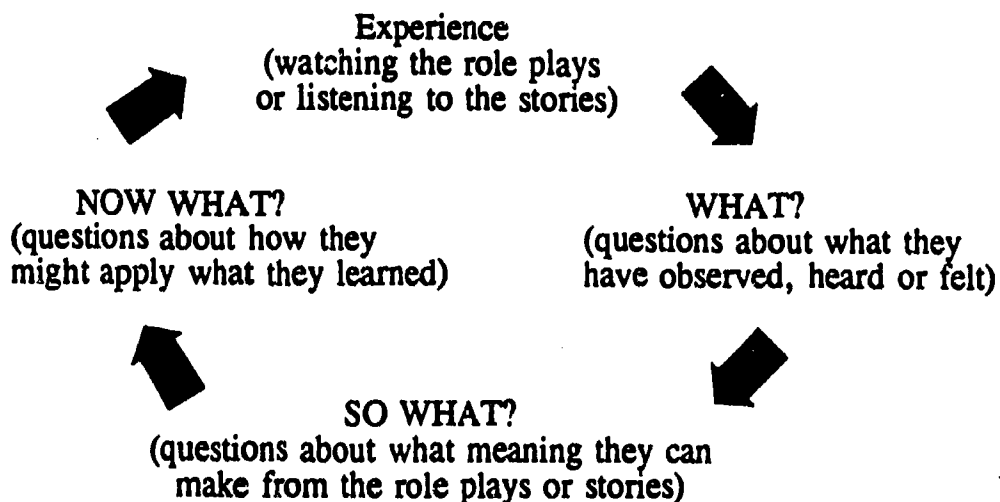 Experience
(watching the role plays
or listening to the stories)
WHAT?
(questions about what they
have observed, heard or felt)
SO WHAT?
(questions about what meaning they can
make from the role plays or stories)
NOW WHAT?
(questions about how they
might apply what they learned)